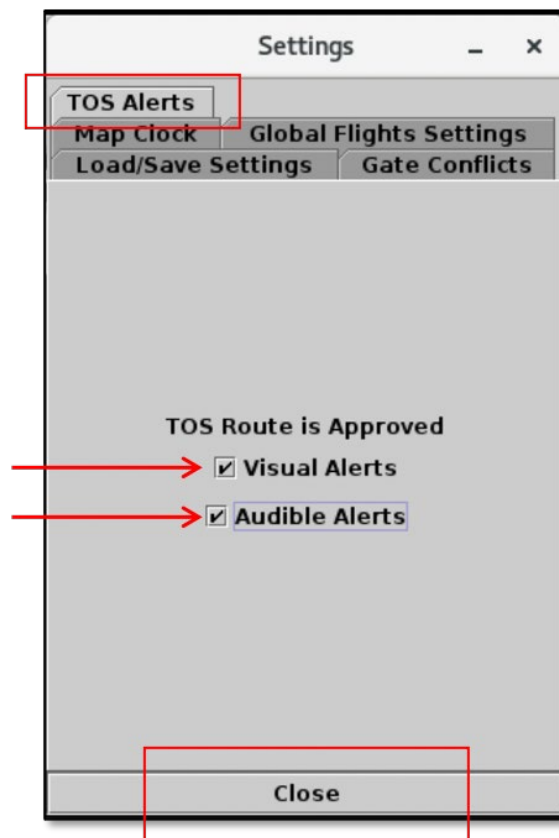 Settings
TOS Alerts
Map Clock Global Flights Settings
Load/Save Settings Gate Conflicts
TOS Route is Approved
Visual Alerts
Audible Alerts
Close